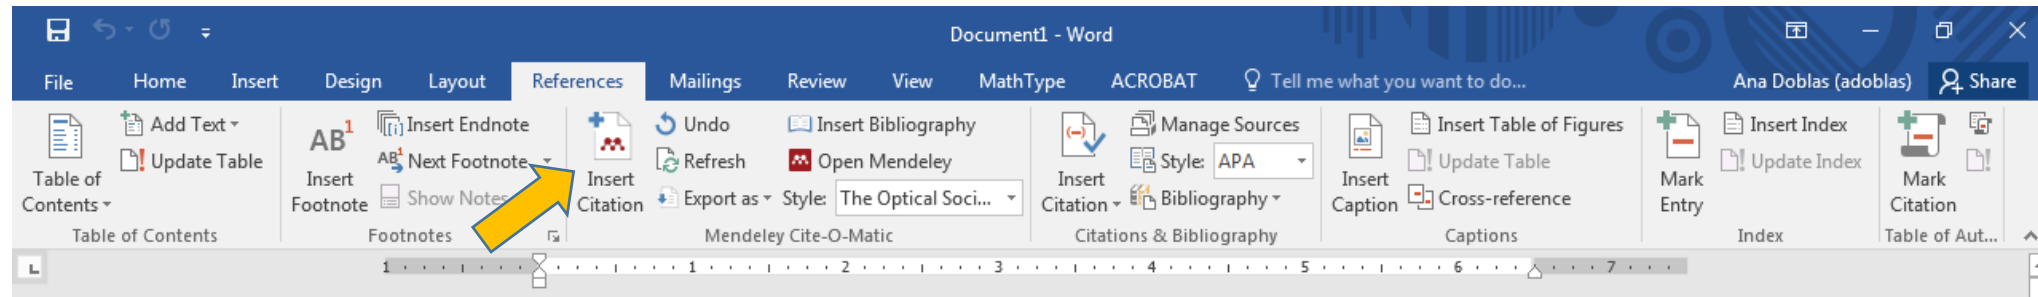 Document1 - Word
File Home Insert Design Layout References Mailings Review View MathType ACROBAT Tell me what you want to do... Ana Doblas (adoblas) Share
Table of
Contents
Add Text
Update Table
Table of Contents
AB1
Insert
Footnote
Insert Endnote
AB1 Next Footnote
Show Notes
Footnotes
Insert
Citation
Undo
Refresh
Export as
Insert Bibliography
Open Mendeley
Style: The Optical Soci...
Mendeley Cite-O-Matic
Insert
Citation
Manage Sources
Style: APA
Bibliography
Citations & Bibliography
Insert
Caption
Insert Table of Figures
Update Table
Cross-reference
Captions
Mark
Entry
Insert Index
Update Index
Index
Mark
Citation
Table of Aut...
L
1 1 2 3 4 5 6 7